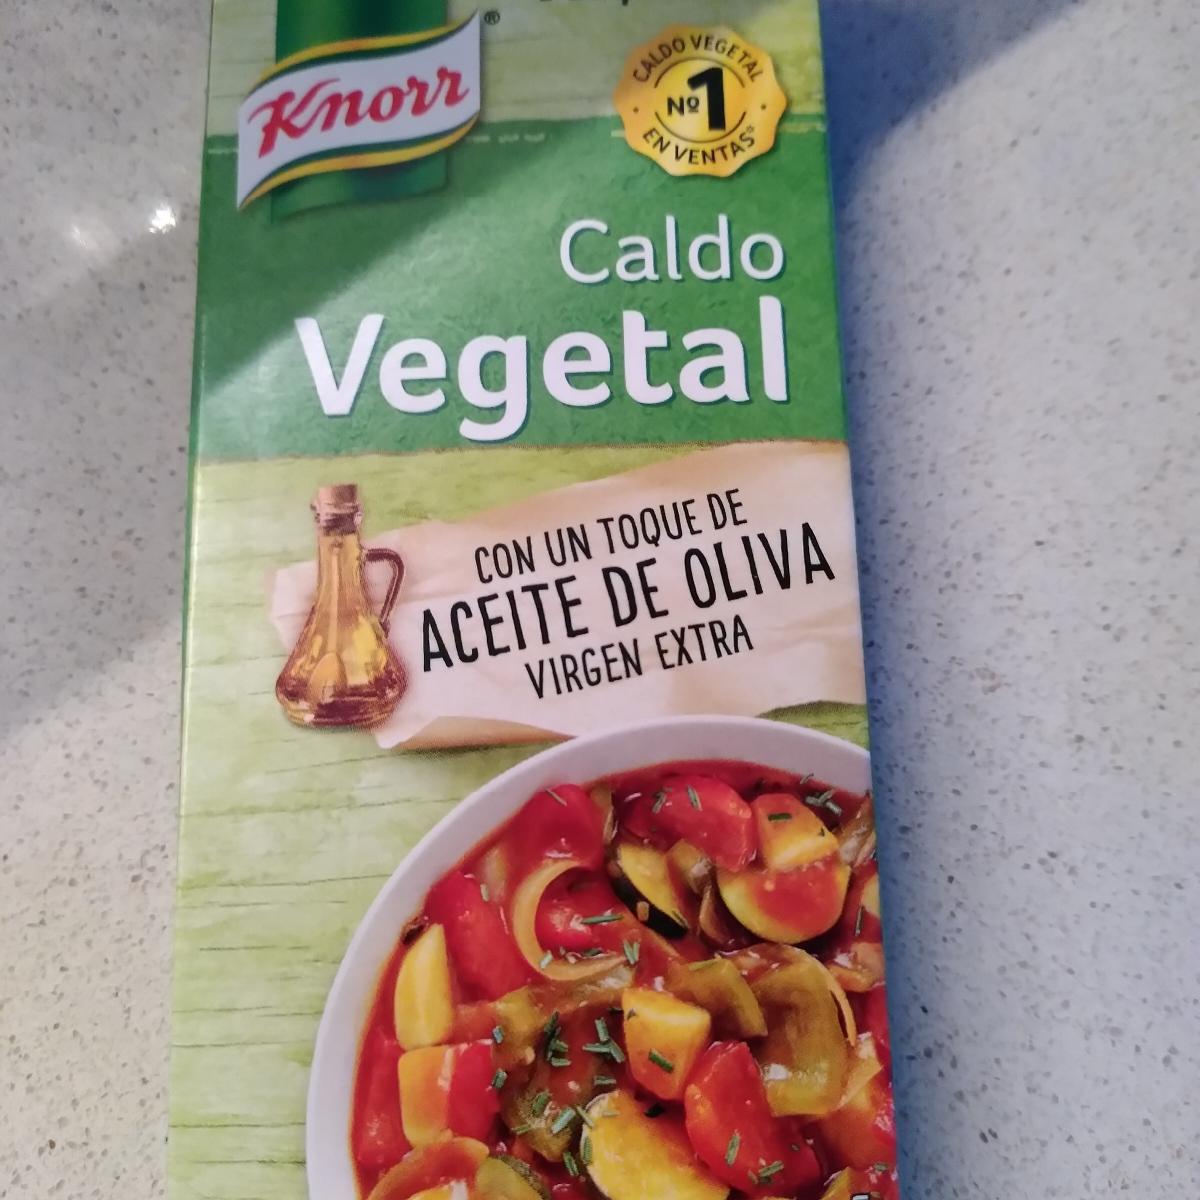 Knorr®
CALDO VEGETAL
Nº1
EN VENTAS*
Caldo
Vegetal
CON UN TOQUE DE
ACEITE DE OLIVA
VIRGEN EXTRA